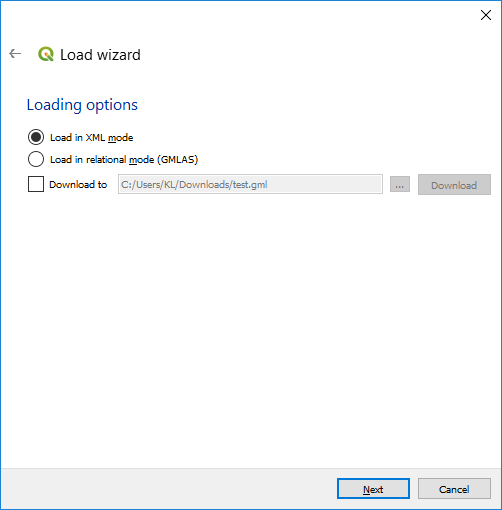 Load wizard
Loading options
Load in XML mode
Load in relational mode (GMLAS)
Download to C:/Users/KL/Downloads/test.gml ... Download
Next Cancel